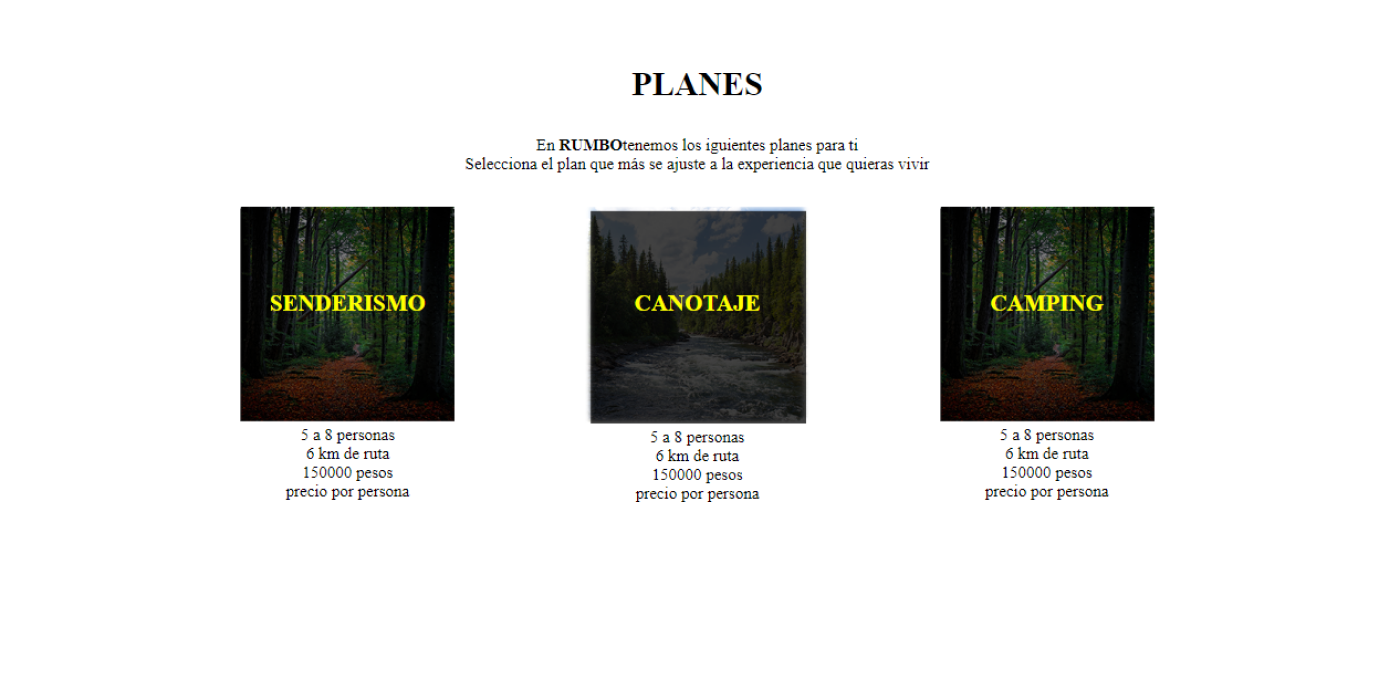 PLANES
En RUMBOtenemos los iguientes planes para ti
Selecciona el plan que más se ajuste a la experiencia que quieras vivir
SENDERISMO
5 a 8 personas
6 km de ruta
150000 pesos
precio por persona
CANOTAJE
5 a 8 personas
6 km de ruta
150000 pesos
precio por persona
CAMPING
5 a 8 personas
6 km de ruta
150000 pesos
precio por persona